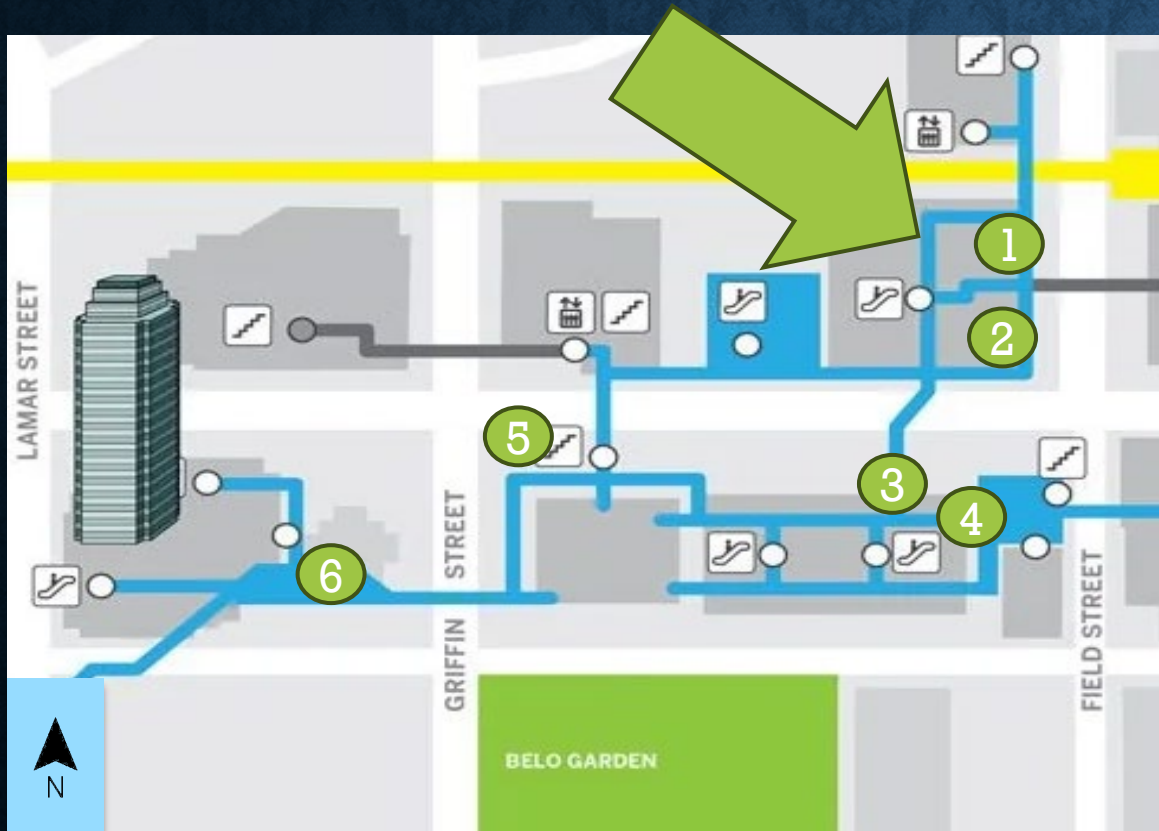 1
2
LAMAR STREET
5
3
4
6
GRIFFIN STREET
FIELD STREET
BELO GARDEN
N